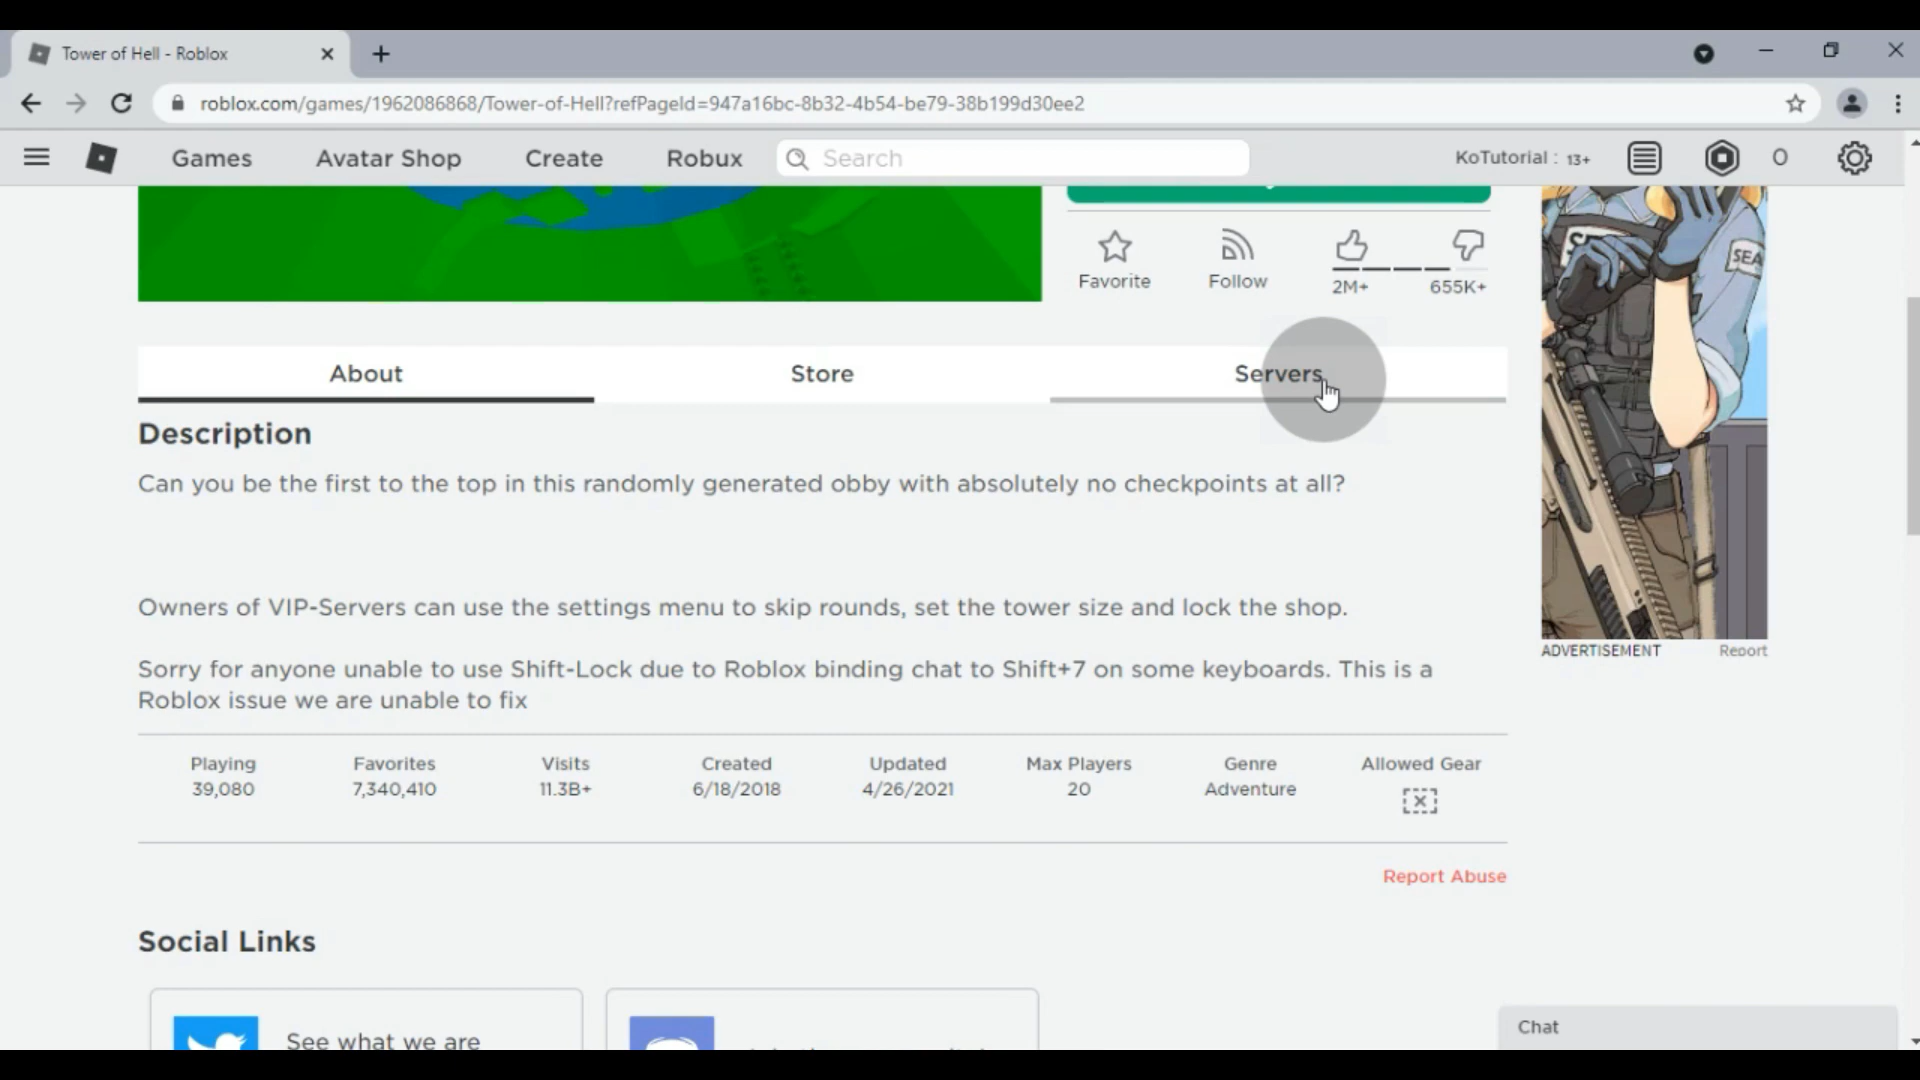 Tower of Hell - Roblox
roblox.com/games/1962086868/Tower-of-Hell?refPageId=947a16bc-8b32-4b54-be79-38b199d30ee2
Games Avatar Shop Create Robux Search KoTutorial : 13+ 0
SEA
Favorite Follow 2M+ 655K+
About Store Servers
Description
Can you be the first to the top in this randomly generated obby with absolutely no checkpoints at all?
Owners of VIP-Servers can use the settings menu to skip rounds, set the tower size and lock the shop.
ADVERTISEMENT Report
Sorry for anyone unable to use Shift-Lock due to Roblox binding chat to Shift+7 on some keyboards. This is a
Roblox issue we are unable to fix
Playing Favorites Visits Created Updated Max Players Genre Allowed Gear
39,080 7,340,410 11.3B+ 6/18/2018 4/26/2021 20 Adventure
Report Abuse
Social Links
See what we are
Chat